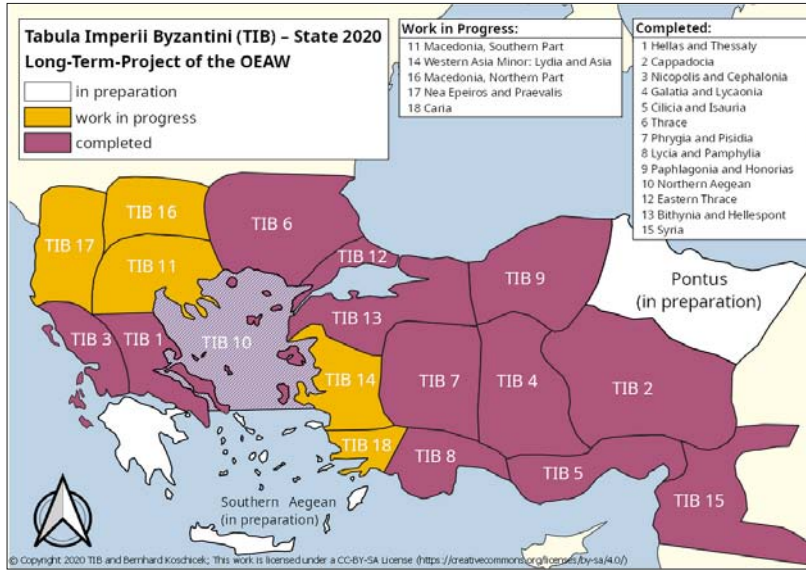 Tabula Imperii Byzantini (TIB) – State 2020
Long-Term-Project of the OEAW
in preparation
work in progress
completed
Work in Progress:
11 Macedonia, Southern Part
14 Western Asia Minor: Lydia and Asia
16 Macedonia, Northern Part
17 Nea Epeiros and Praevalis
18 Caria
Completed:
1 Hellas and Thessaly
2 Cappadocia
3 Nicopolis and Cephalonia
4 Galatia and Lycaonia
5 Cilicia and Isauria
6 Thrace
7 Phrygia and Pisidia
8 Lycia and Pamphylia
9 Paphlagonia and Honorias
10 Northern Aegean
12 Eastern Thrace
13 Bithynia and Hellespont
15 Syria
TIB 16
TIB 6
TIB 17
TIB 12
TIB 11
TIB 9
Pontus
(in preparation)
TIB 13
TIB 3
TIB 1
TIB 10
TIB 14
TIB 7
TIB 4
TIB 2
TIB 18
TIB 8
TIB 5
TIB 15
Southern Aegean
(in preparation)
© Copyright 2020 TIB and Bernhard Koschicek; This work is licensed under a CC-BY-SA License (https://creativecommons.org/licenses/by-sa/4.0/)